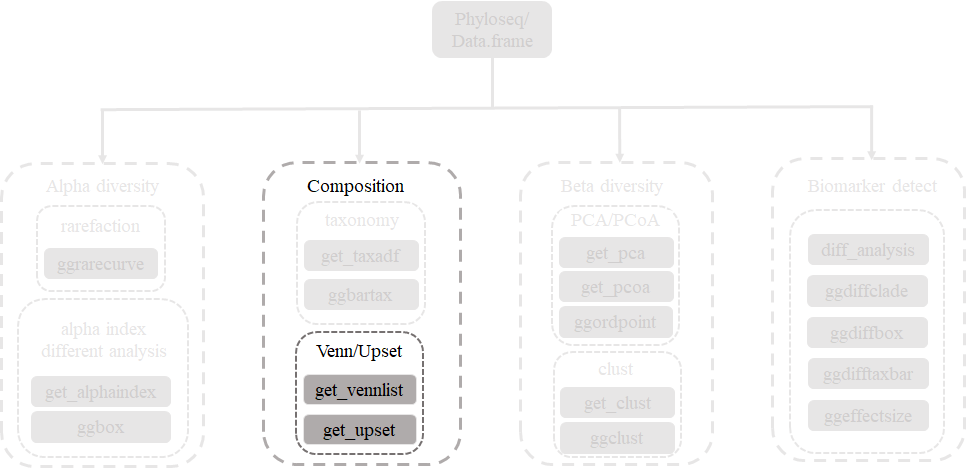 Phyloseq/
Data.frame
Alpha diversity
rarefaction
ggrarecurve
alpha index
different analysis
get_alphaindex
ggbox
Composition
taxonomy
get_taxadf
ggbartax
Venn/Upset
get_vennlist
get_upset
Beta diversity
PCA/PCoA
get_pca
get_pcoa
ggordpoint
clust
get_clust
ggclust
Biomarker detect
diff_analysis
ggdiffclade
ggdiffbox
ggdifftaxbar
ggeffectsize